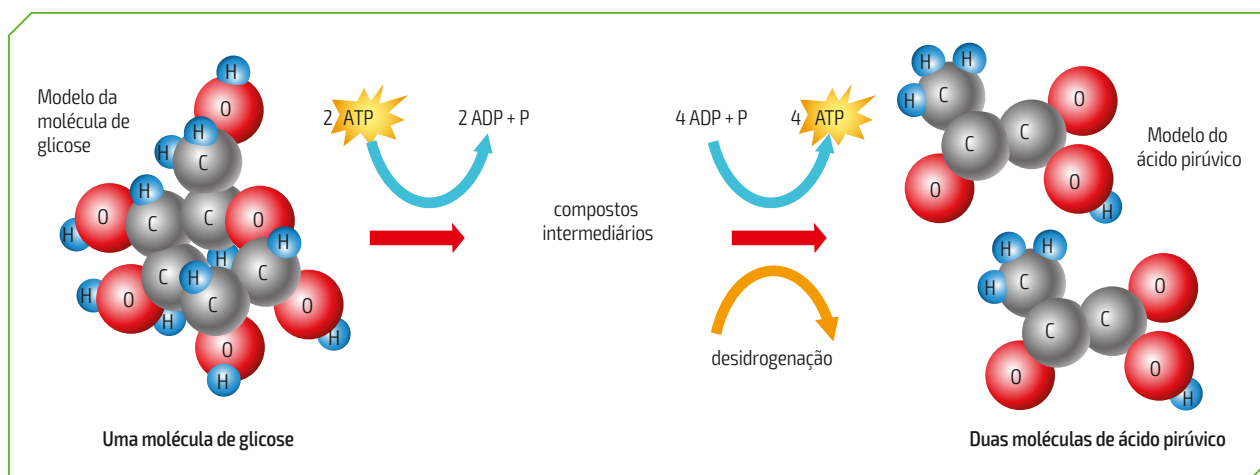 Modelo da
molécula de
glicose
H
O
H
H
C
H
O
C
C
O
H
H
H
C
H
C
H
C
O
H
H
O
H
O
H
2 ATP
2 ADP + P
compostos
intermediários
4 ADP + P
4 ATP
desidrogenação
H
H
H
C
C
C
O
O
O
H
Modelo do
ácido pirúvico
H
H
H
C
C
C
O
O
O
H
Uma molécula de glicose
Duas moléculas de ácido pirúvico